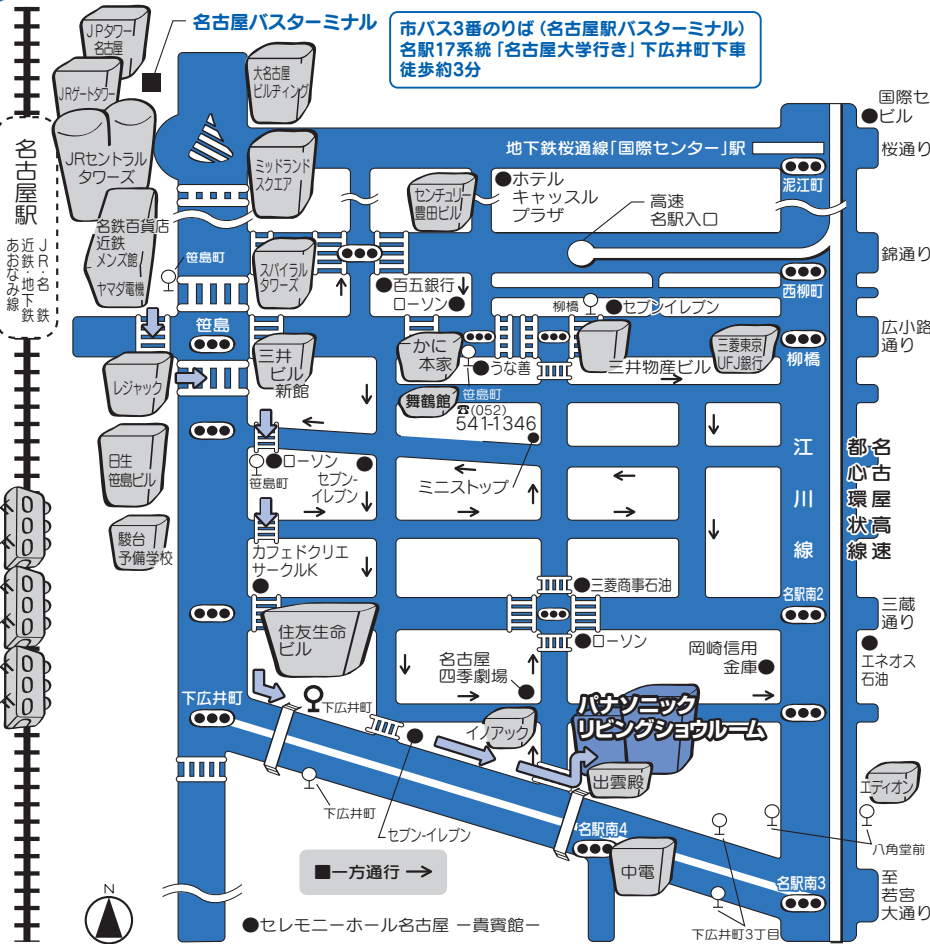 名古屋バスターミナル
市バス3番のりば(名古屋駅バスターミナル)
名駅17系統「名古屋大学行き」下広井町下車
徒歩約3分
JPタワー
名古屋
JRゲートタワー
JRセントラル
タワーズ
名古屋駅
JR・名鉄
近鉄・地下鉄
あおなみ線
名鉄百貨店
近鉄
メンズ館
ヤマダ電機
大名古屋
ビルヂィング
ミッドランド
スクエア
スパイラル
タワーズ
センチュリー
豊田ビル
地下鉄桜通線「国際センター」駅
ホテル
キャッスル
プラザ
高速
名駅入口
国際セ
ビル
桜通り
泥江町
錦通り
西柳町
広小路
通り
柳橋
笹島町
笹島
百五銀行
ローソン
柳橋
セブンイレブン
レジャック
三井
ビル
新館
かに
本家
うな善
三井物産ビル
三菱東京
UFJ銀行
舞鶴館
笹島町
☎(052)
541-1346
日生
笹島ビル
ローソン
笹島町
セブン-
イレブン
ミニストップ
江川線
名古屋高速
都心環状線
駿台
予備学校
カフェドクリエ
サークルK
三菱商事石油
名駅南2
三蔵
通り
住友生命
ビル
ローソン
名古屋
四季劇場
岡崎信用
金庫
エネオス
石油
下広井町
下広井町
イノアック
パナソニック
リビングショウルーム
出雲殿
エディオン
下広井町
セブン-イレブン
名駅南4
中電
八角堂前
名駅南3
至
若宮
大通り
下広井町3丁目
■一方通行→
N
●セレモニーホール名古屋 ー貴賓館ー